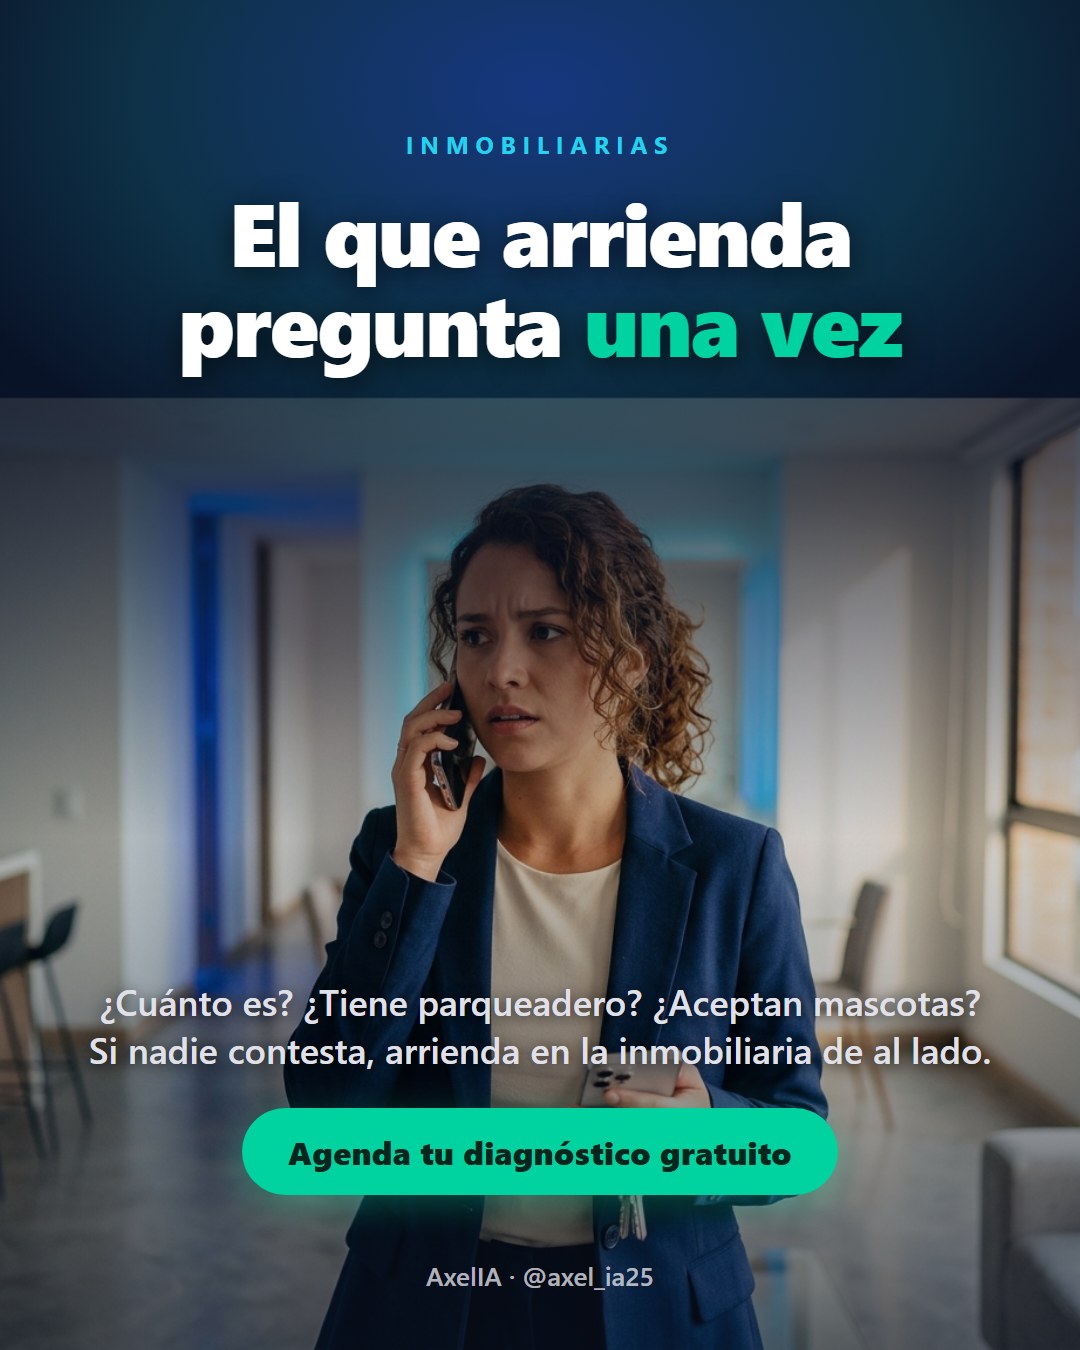 INMOBILIARIAS
El que arrienda
pregunta una vez
¿Cuánto es? ¿Tiene parqueadero? ¿Aceptan mascotas?
Si nadie contesta, arrienda en la inmobiliaria de al lado.
Agenda tu diagnóstico gratuito
AxelIA · @axel_ia25